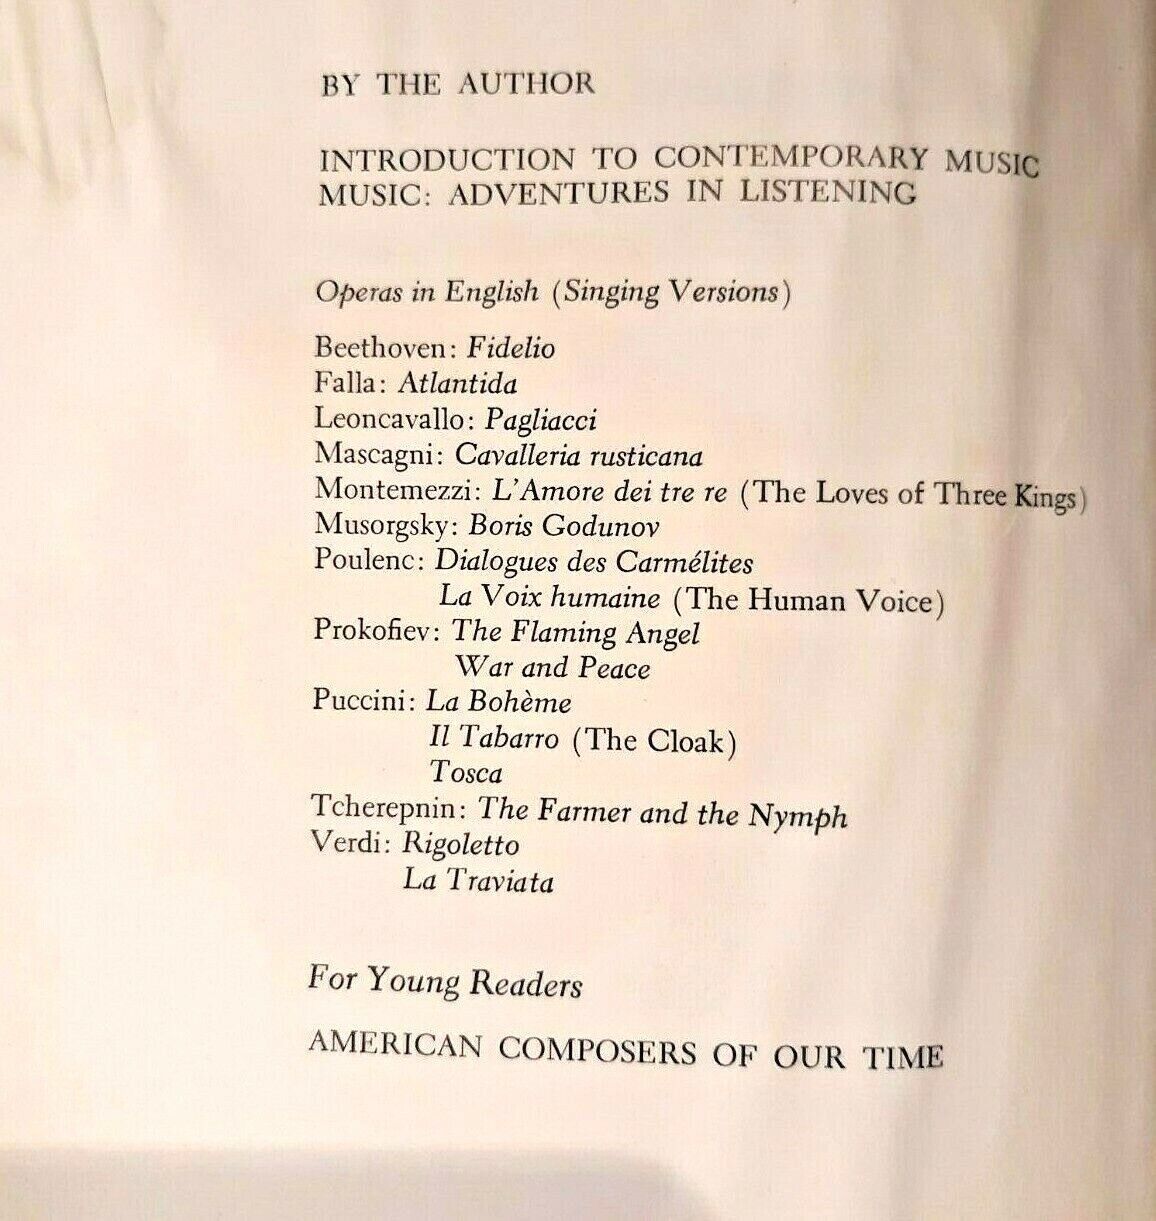 BY THE AUTHOR
INTRODUCTION TO CONTEMPORARY MUSIC
MUSIC: ADVENTURES IN LISTENING
Operas in English (Singing Versions)
Beethoven: Fidelio
Falla: Atlantida
Leoncavallo: Pagliacci
Mascagni: Cavalleria rusticana
Montemezzi: L'Amore dei tre re (The Loves of Three Kings)
Musorgsky: Boris Godunov
Poulenc: Dialogues des Carmélites
La Voix humaine (The Human Voice)
Prokofiev: The Flaming Angel
War and Peace
Puccini: La Bohème
Il Tabarro (The Cloak)
Tosca
Tcherepnin: The Farmer and the Nymph
Verdi: Rigoletto
La Traviata
For Young Readers
AMERICAN COMPOSERS OF OUR TIME